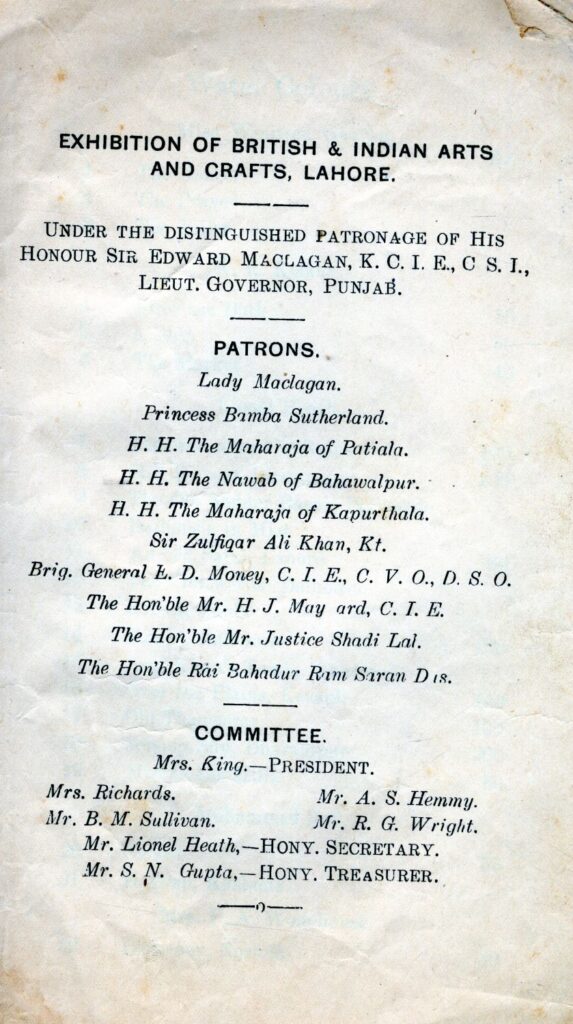 EXHIBITION OF BRITISH & INDIAN ARTS
AND CRAFTS, LAHORE.
UNDER THE DISTINGUISHED PATRONAGE OF HIS
HONOUR SIR EDWARD MACLAGAN, K. C. I. E., C S. I.,
LIEUT. GOVERNOR, PUNJAB.
PATRONS.
Lady Maclagan.
Princess Bamba Sutherland.
H. H. The Maharaja of Patiala.
H. H. The Nawab of Bahawalpur.
H. H. The Maharaja of Kapurthala.
Sir Zulfiqar Ali Khan, Kt.
Brig. General E. D. Money, C. I. E., C. V. O., D. S. O.
The Hon'ble Mr. H. J. May ard, C. I. E.
The Hon'ble Mr. Justice Shadi Lal.
The Hon'ble Rai Bahadur Ram Saran Das.
COMMITTEE.
Mrs. King.—PRESIDENT.
Mrs. Richards. Mr. A. S. Hemmy.
Mr. B. M. Sullivan. Mr. R. G. Wright.
Mr. Lionel Heath,—HONY. SECRETARY.
Mr. S. N. Gupta,—HONY. TREASURER.